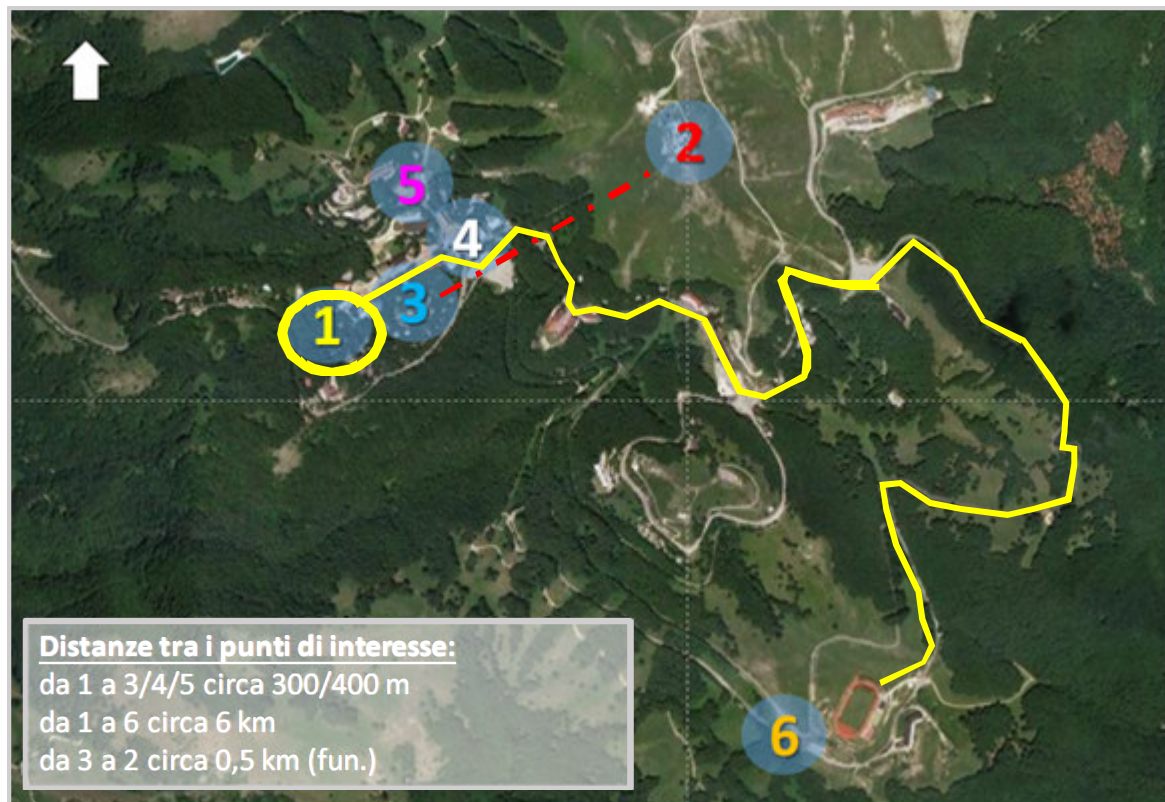 2
5
4
3
1
6
Distanze tra i punti di interesse:
da 1 a 3/4/5 circa 300/400 m
da 1 a 6 circa 6 km
da 3 a 2 circa 0,5 km (fun.)